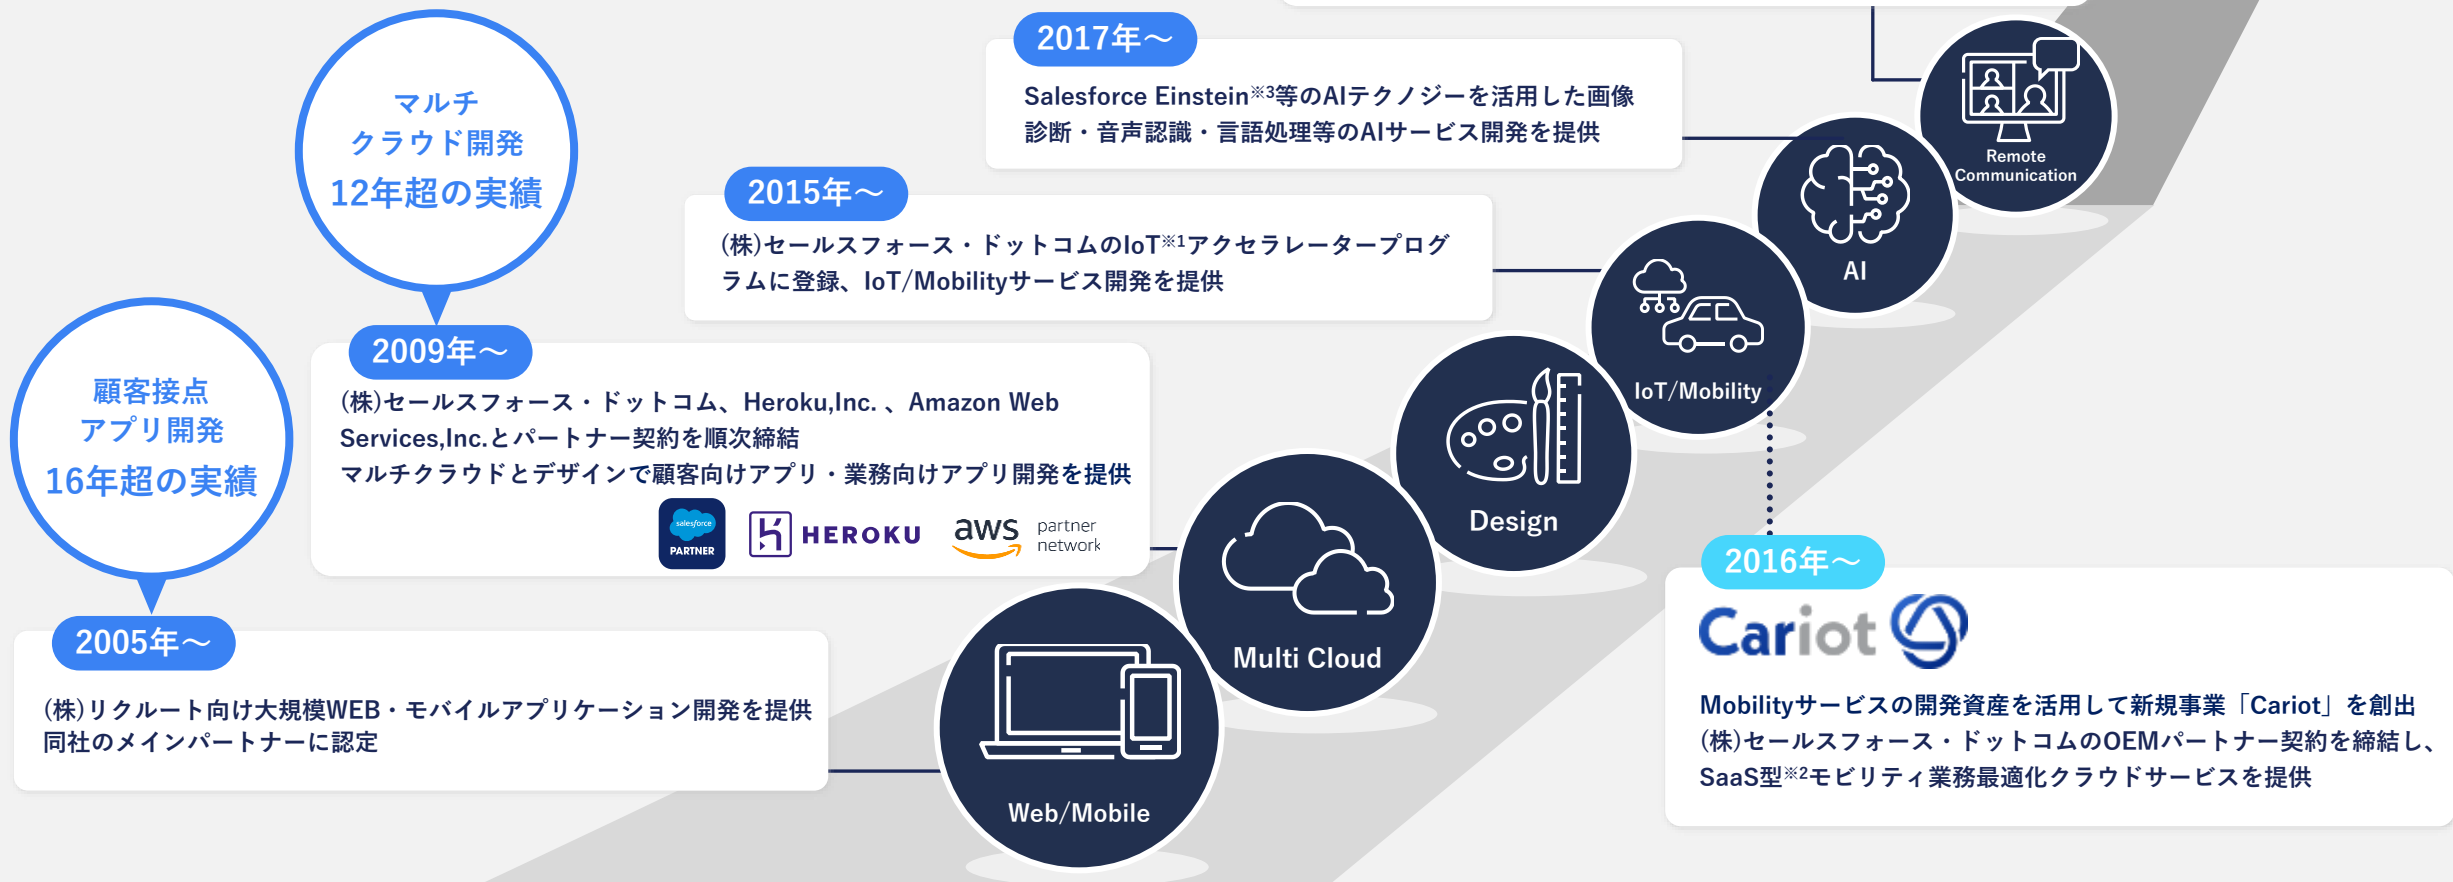 マルチ
クラウド開発
12年超の実績
顧客接点
アプリ開発
16年超の実績
2017年～
Salesforce Einstein※3等のAIテクノジーを活用した画像
診断・音声認識・言語処理等のAIサービス開発を提供
2015年～
(株)セールスフォース・ドットコムのIoT※1アクセラレータープログ
ラムに登録、IoT/Mobilityサービス開発を提供
2009年～
(株)セールスフォース・ドットコム、Heroku,Inc. 、Amazon Web
Services,Inc.とパートナー契約を順次締結
マルチクラウドとデザインで顧客向けアプリ・業務向けアプリ開発を提供
salesforce
PARTNER
HEROKU
aws partner
network
2005年～
(株)リクルート向け大規模WEB・モバイルアプリケーション開発を提供
同社のメインパートナーに認定
Remote
Communication
AI
IoT/Mobility
Design
Multi Cloud
Web/Mobile
2016年～
Cariot
Mobilityサービスの開発資産を活用して新規事業「Cariot」を創出
(株)セールスフォース・ドットコムのOEMパートナー契約を締結し、
SaaS型※2モビリティ業務最適化クラウドサービスを提供